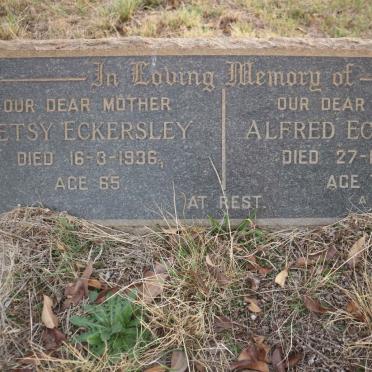 In Loving Memory of
OUR DEAR MOTHER
ETSY ECKERSLEY
DIED 16-3-1936,
AGE 65
OUR DEAR
ALFRED EC
DIED 27-
AGE
AT REST.